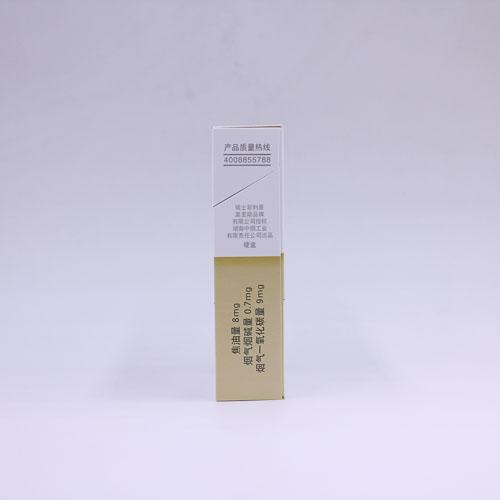 产品质量热线
4008855788
瑞士菲利普
莫里斯品牌
有限公司授权
湖南中烟工业
有限责任公司出品
硬盒
焦油量 8mg
烟气烟碱量 0.7mg
烟气一氧化碳量 9mg